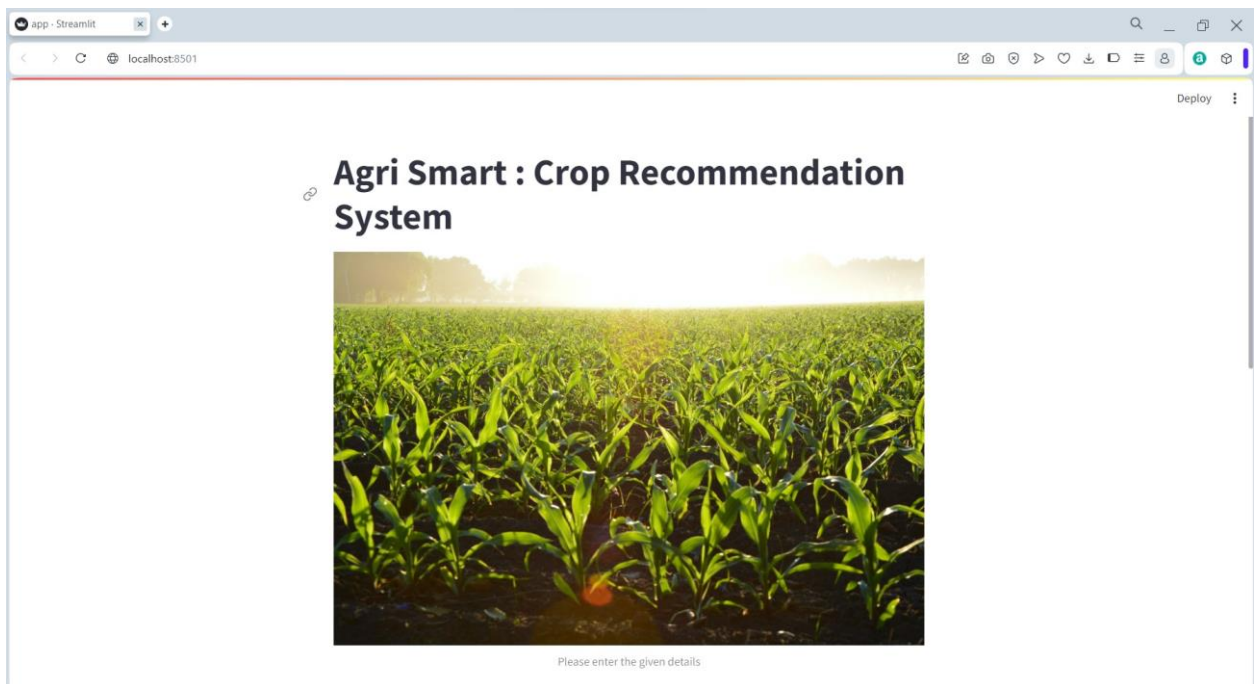 app · Streamlit
localhost:8501
Deploy
Agri Smart : Crop Recommendation
System
Please enter the given details